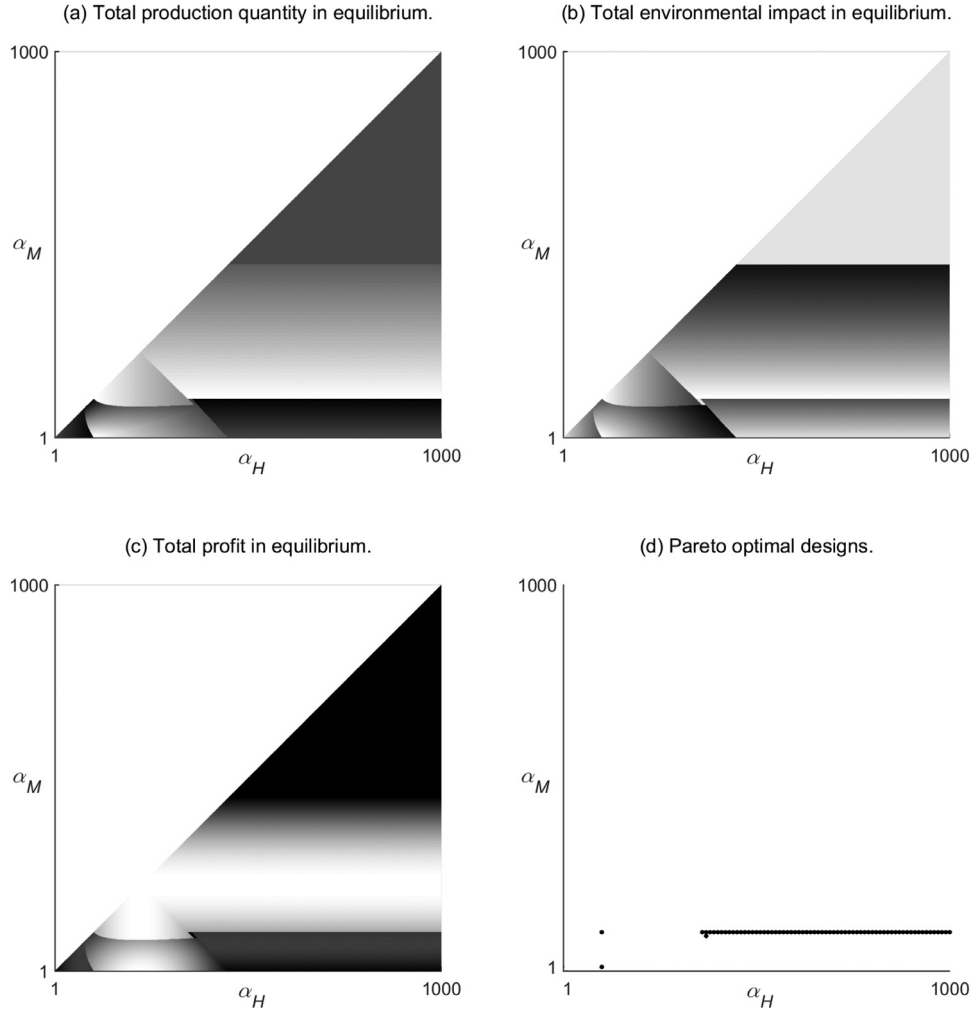 (a) Total production quantity in equilibrium.
1000
α_M
1
1
α_H
1000
(b) Total environmental impact in equilibrium.
1000
α_M
1
1
α_H
1000
(c) Total profit in equilibrium.
1000
α_M
1
1
α_H
1000
(d) Pareto optimal designs.
1000
α_M
1
1
α_H
1000